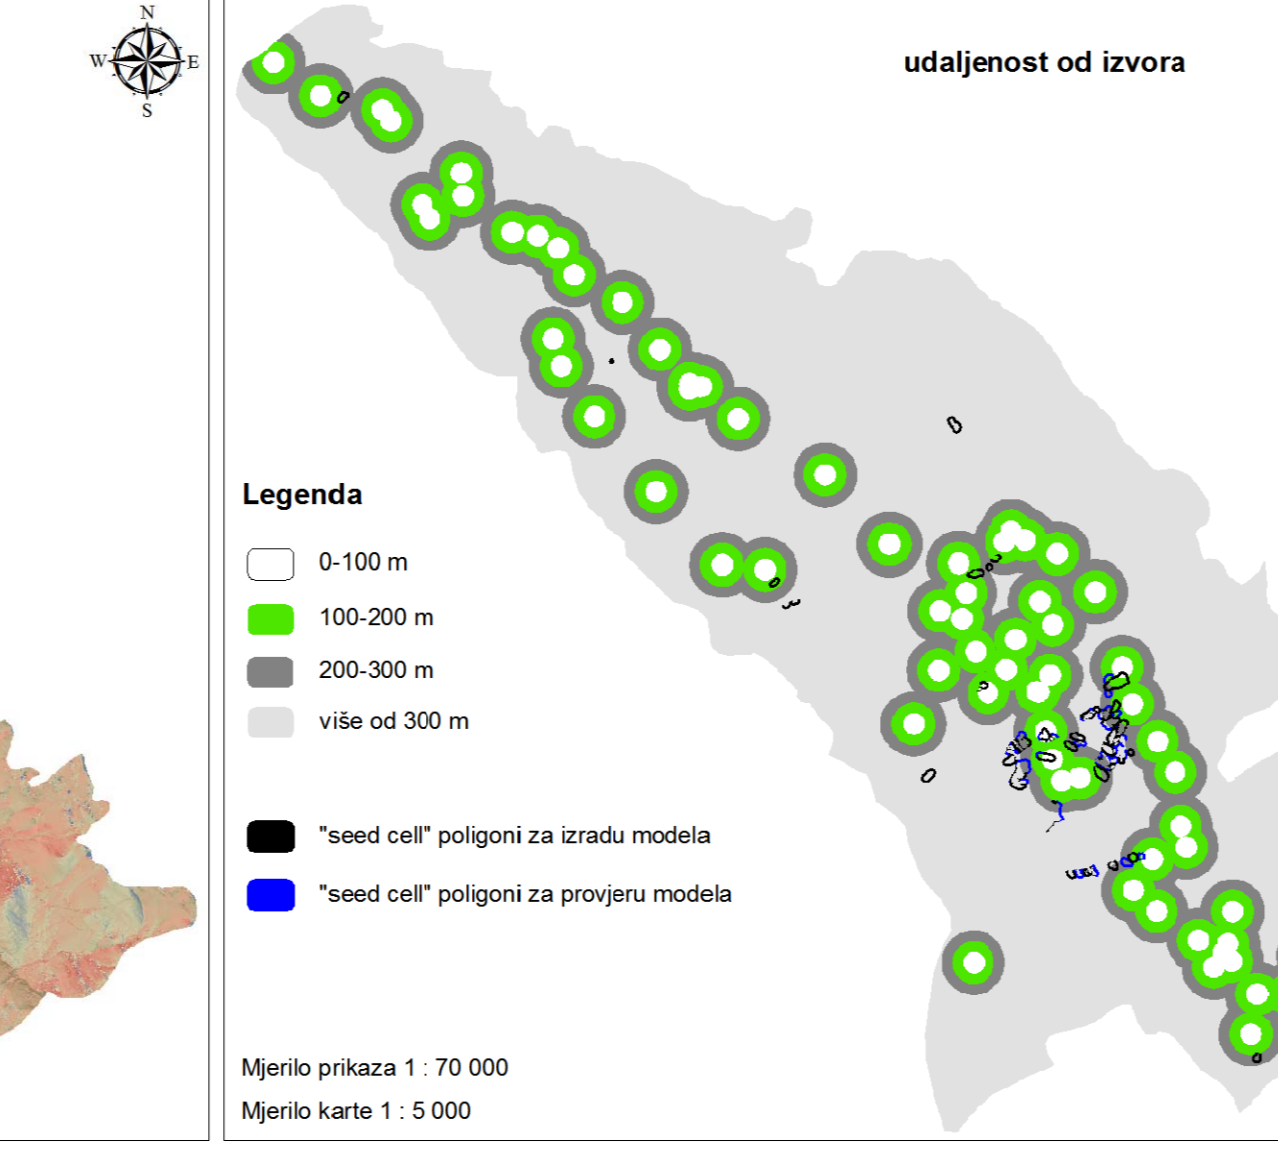 N
W E
S
udaljenost od izvora
Legenda
0-100 m
100-200 m
200-300 m
više od 300 m
"seed cell" poligoni za izradu modela
"seed cell" poligoni za provjeru modela
Mjerilo prikaza 1 : 70 000
Mjerilo karte 1 : 5 000